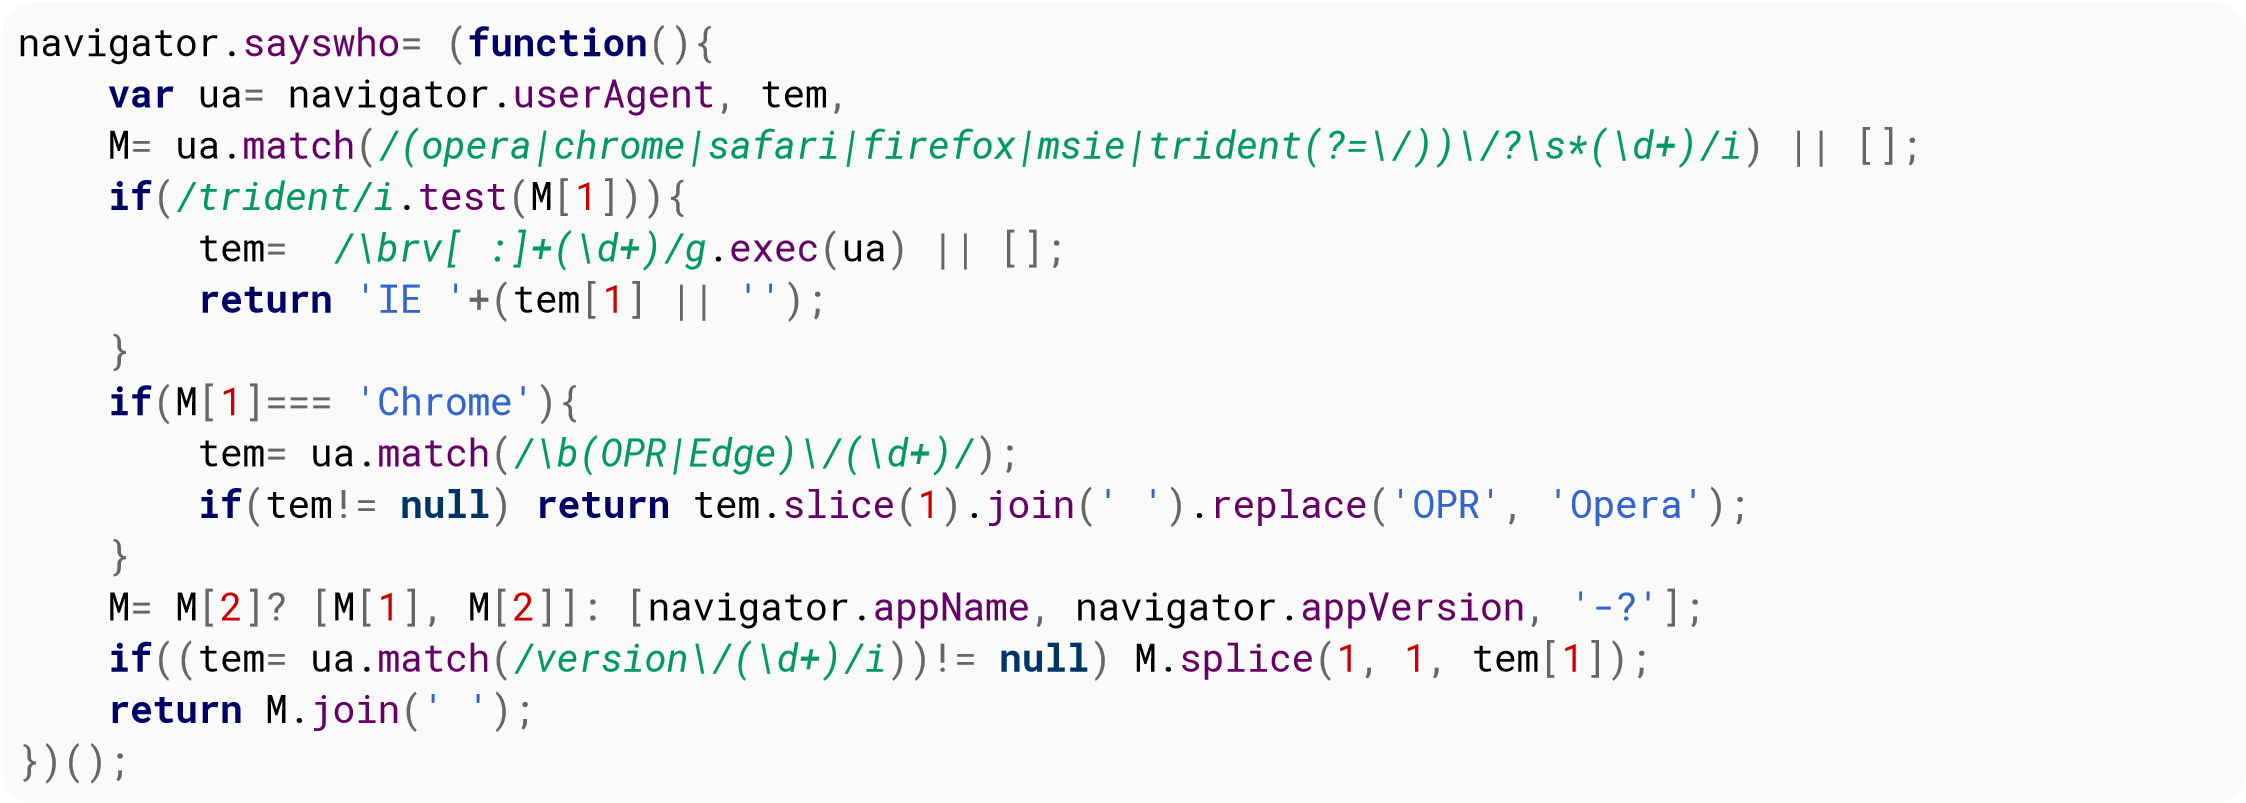 navigator.sayswho= (function(){
    var ua= navigator.userAgent, tem,
    M= ua.match(/(opera|chrome|safari|firefox|msie|trident(?=\/))\/?\s*(\d+)/i) || [];
    if(/trident/i.test(M[1])){
        tem=  /\brv[ :]+(\d+)/g.exec(ua) || [];
        return 'IE '+(tem[1] || '');
    }
    if(M[1]=== 'Chrome'){
        tem= ua.match(/\b(OPR|Edge)\/(\d+)/);
        if(tem!= null) return tem.slice(1).join(' ').replace('OPR', 'Opera');
    }
    M= M[2]? [M[1], M[2]]: [navigator.appName, navigator.appVersion, '-?'];
    if((tem= ua.match(/version\/(\d+)/i))!= null) M.splice(1, 1, tem[1]);
    return M.join(' ');
})();